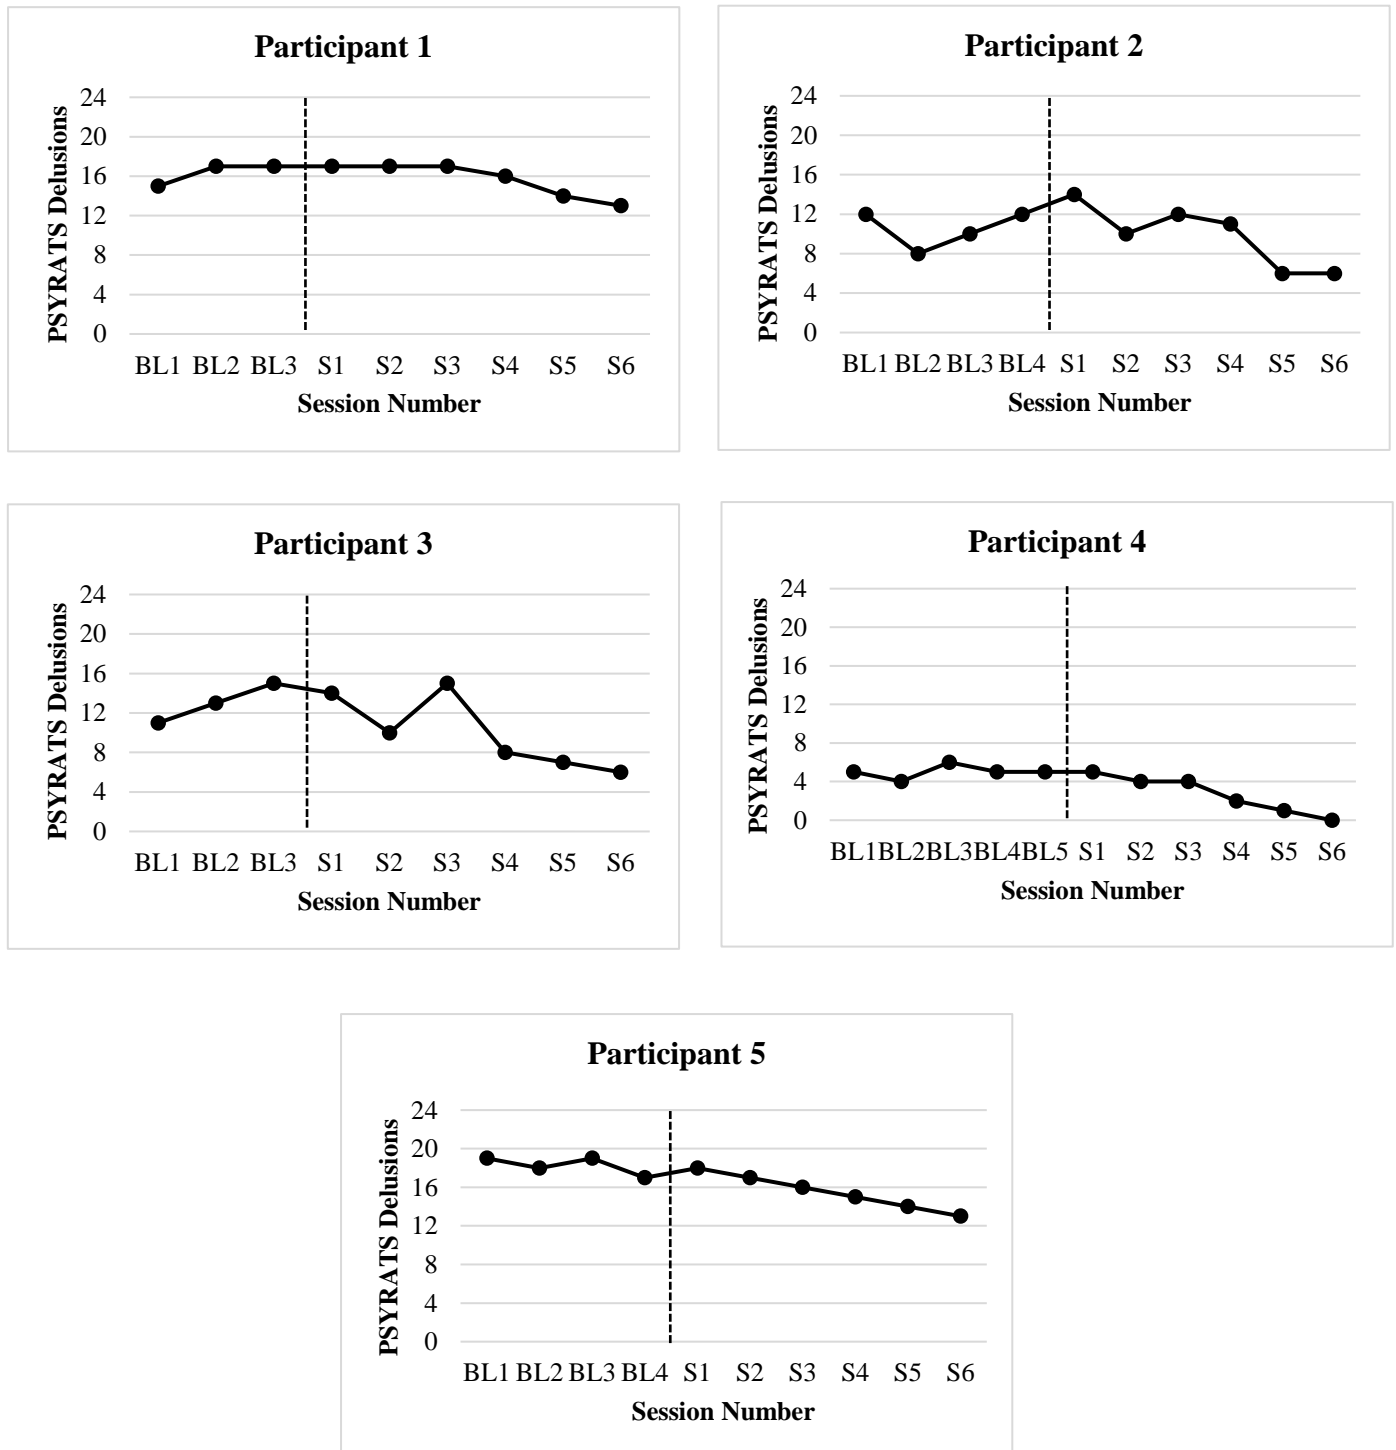 Participant 1
PSYRATS Delusions
24
20
16
12
8
4
0
BL1 BL2 BL3 S1 S2 S3 S4 S5 S6
Session Number
Participant 2
PSYRATS Delusions
24
20
16
12
8
4
0
BL1 BL2 BL3 BL4 S1 S2 S3 S4 S5 S6
Session Number
Participant 3
PSYRATS Delusions
24
20
16
12
8
4
0
BL1 BL2 BL3 S1 S2 S3 S4 S5 S6
Session Number
Participant 4
PSYRATS Delusions
24
20
16
12
8
4
0
BL1 BL2 BL3 BL4 BL5 S1 S2 S3 S4 S5 S6
Session Number
Participant 5
PSYRATS Delusions
24
20
16
12
8
4
0
BL1 BL2 BL3 BL4 S1 S2 S3 S4 S5 S6
Session Number